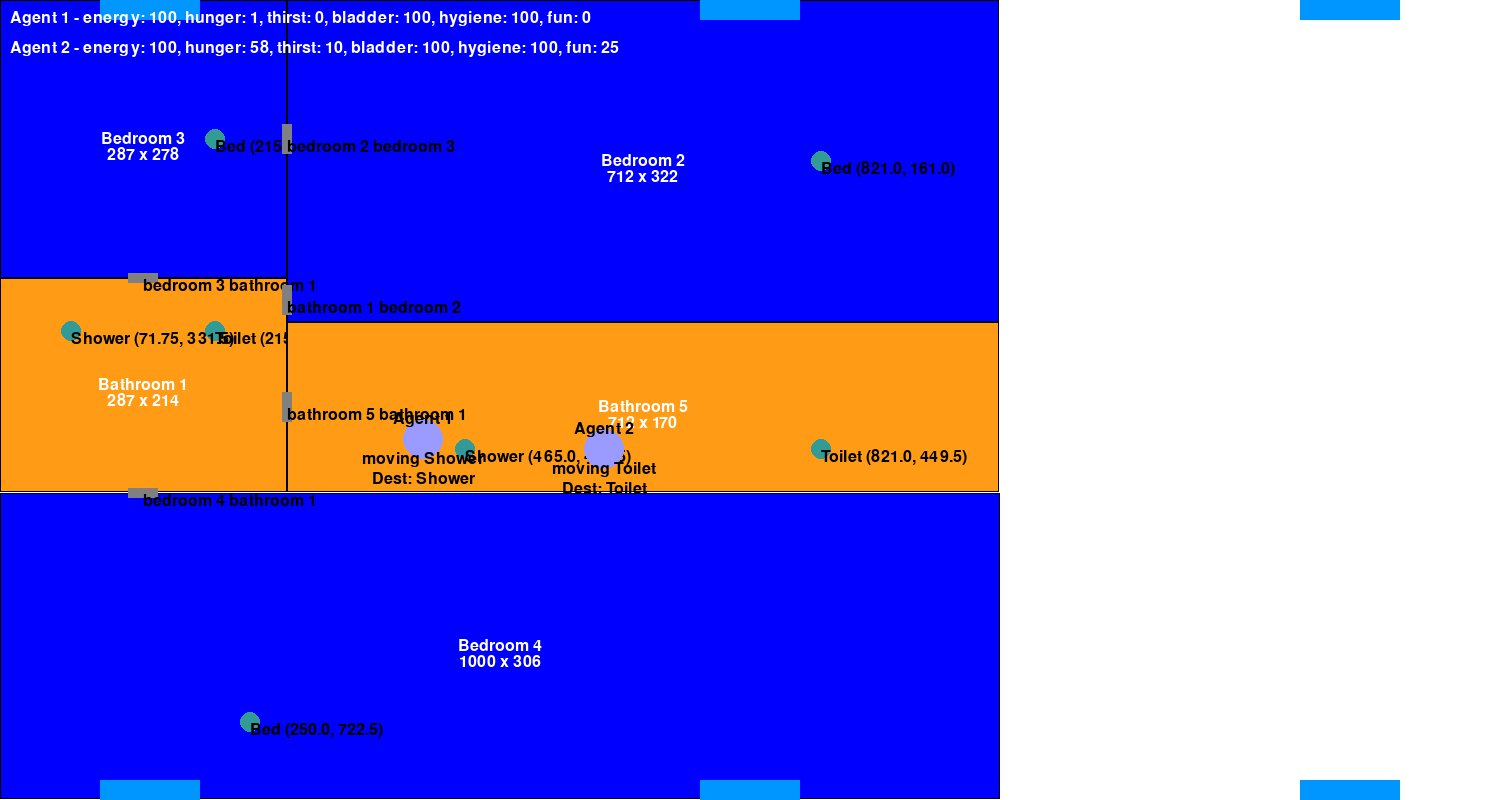 Agent 1 - energy: 100, hunger: 1, thirst: 0, bladder: 100, hygiene: 100, fun: 0
Agent 2 - energy: 100, hunger: 58, thirst: 10, bladder: 100, hygiene: 100, fun: 25
Bedroom 3
287 x 278
Bed (215
bedroom 2 bedroom 3
Bedroom 2
712 x 322
Bed (821.0, 161.0)
bedroom 3 bathroom 1
bathroom 1 bedroom 2
Shower (71.75, 331.5)
Toilet (215
Bathroom 1
287 x 214
bathroom 5 bathroom 1
Agent 1
moving Shower
Dest: Shower
Bathroom 5
712 x 170
Agent 2
moving Toilet
Dest: Toilet
Shower (465.0,
Toilet (821.0, 449.5)
bedroom 4 bathroom 1
Bedroom 4
1000 x 306
Bed (250.0, 722.5)